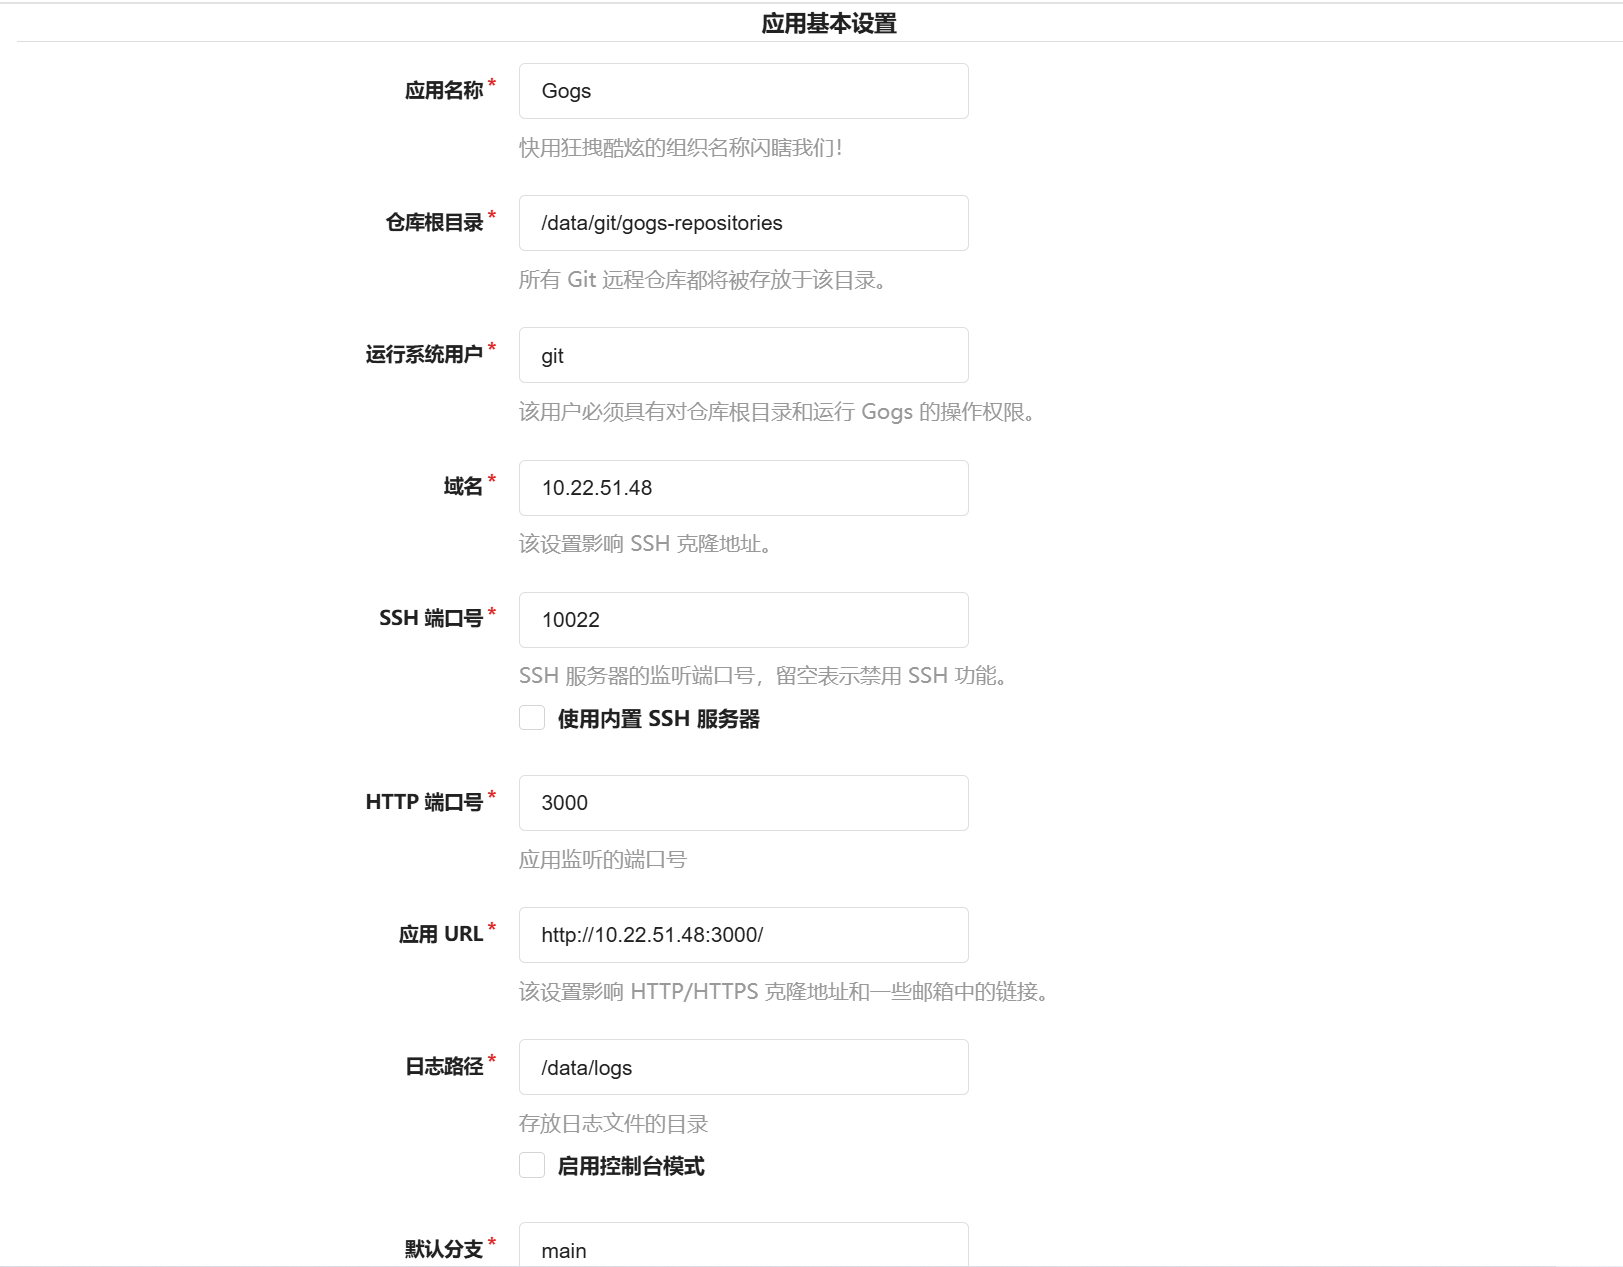 应用基本设置
应用名称*
Gogs
快用狂拽酷炫的组织名称闪瞎我们！
仓库根目录*
/data/git/gogs-repositories
所有 Git 远程仓库都将被存放于该目录。
运行系统用户*
git
该用户必须具有对仓库根目录和运行 Gogs 的操作权限。
域名*
10.22.51.48
该设置影响 SSH 克隆地址。
SSH 端口号*
10022
SSH 服务器的监听端口号，留空表示禁用 SSH 功能。
使用内置 SSH 服务器
HTTP 端口号*
3000
应用监听的端口号
应用 URL*
http://10.22.51.48:3000/
该设置影响 HTTP/HTTPS 克隆地址和一些邮箱中的链接。
日志路径*
/data/logs
存放日志文件的目录
启用控制台模式
默认分支*
main